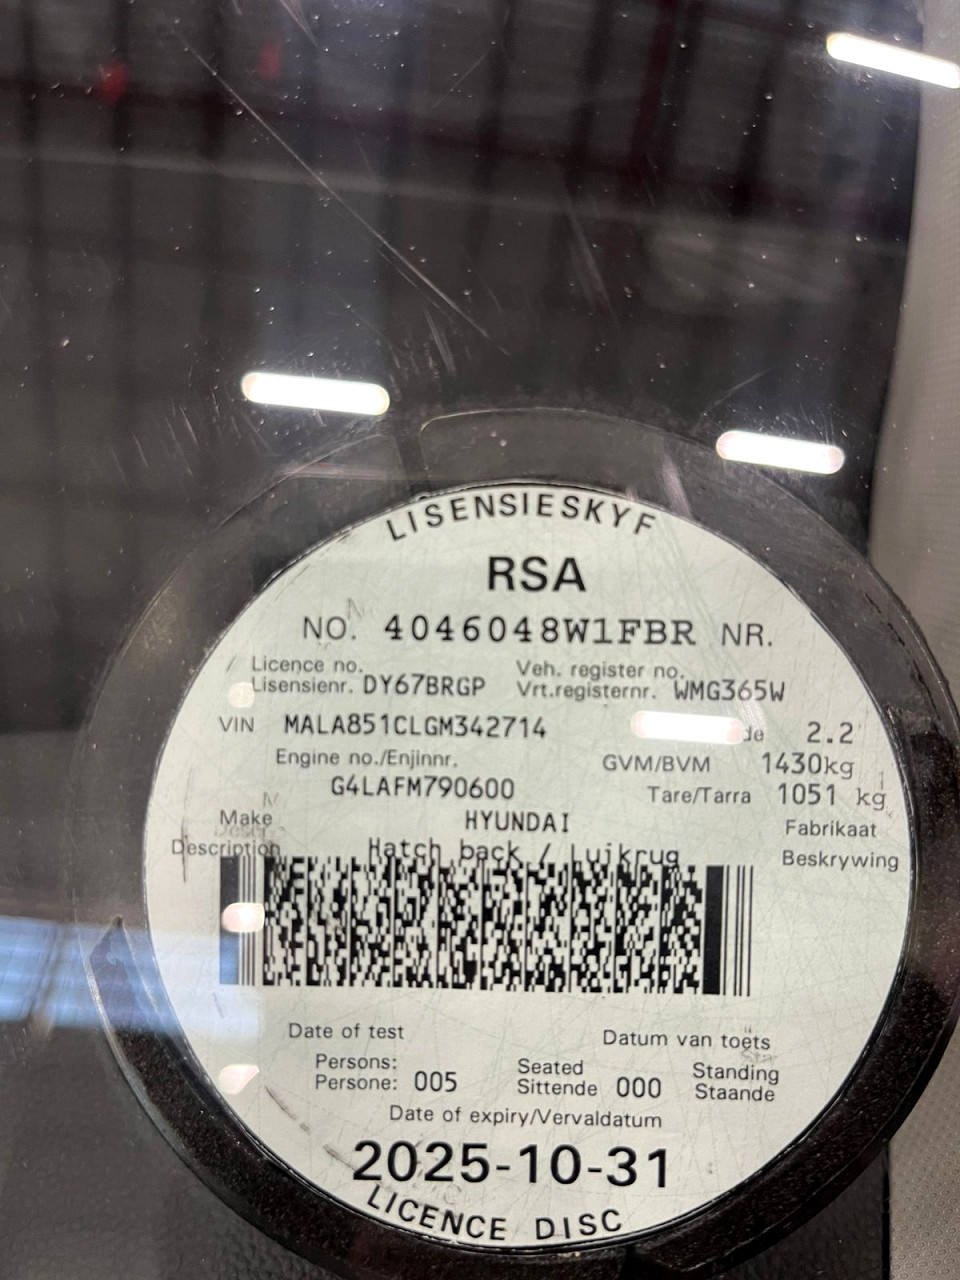 LISENSIESKYF
RSA
NO. 4046048W1FBR NR.
Licence no. Veh. register no.
Lisensienr. DY67BRGP Vrt.registernr. WMG365W
VIN MALA851CLGM342714 2.2
Engine no./Enjinnr. GVM/BVM 1430kg
G4LAFM790600 Tare/Tarra 1051 kg
Make HYUNDAI Fabrikaat
Description Hatch back / Luikrug Beskrywing
Date of test Datum van toets
Persons: Seated Standing
Persone: 005 Sittende 000 Staande
Date of expiry/Vervaldatum
2025-10-31
LICENCE DISC